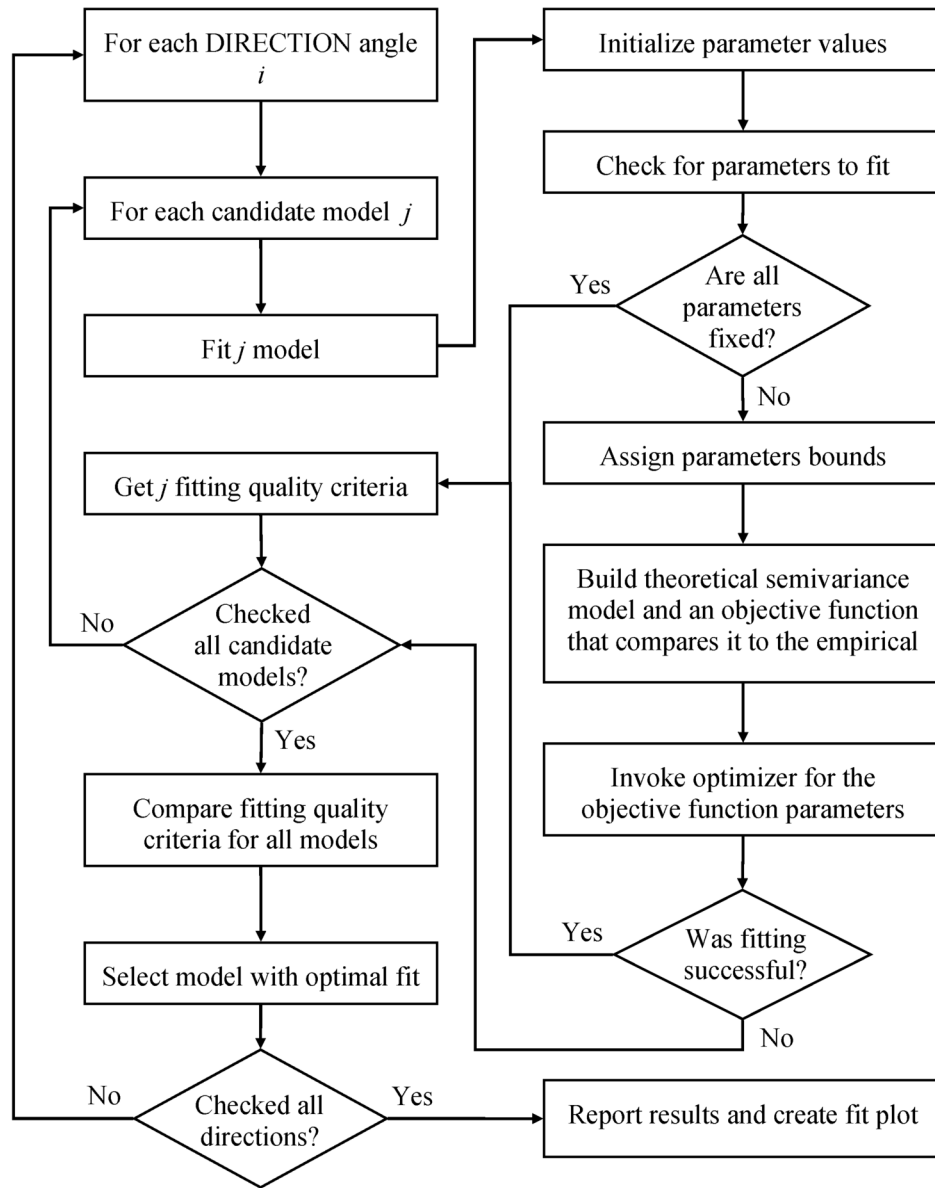 For each DIRECTION angle
i
For each candidate model j
Fit j model
Initialize parameter values
Check for parameters to fit
Are all
parameters
fixed?
Yes
No
Assign parameters bounds
Build theoretical semivariance
model and an objective function
that compares it to the empirical
Invoke optimizer for the
objective function parameters
Was fitting
successful?
Yes
No
Get j fitting quality criteria
Checked
all candidate
models?
No
Yes
Compare fitting quality
criteria for all models
Select model with optimal fit
Checked all
directions?
No
Yes
Report results and create fit plot